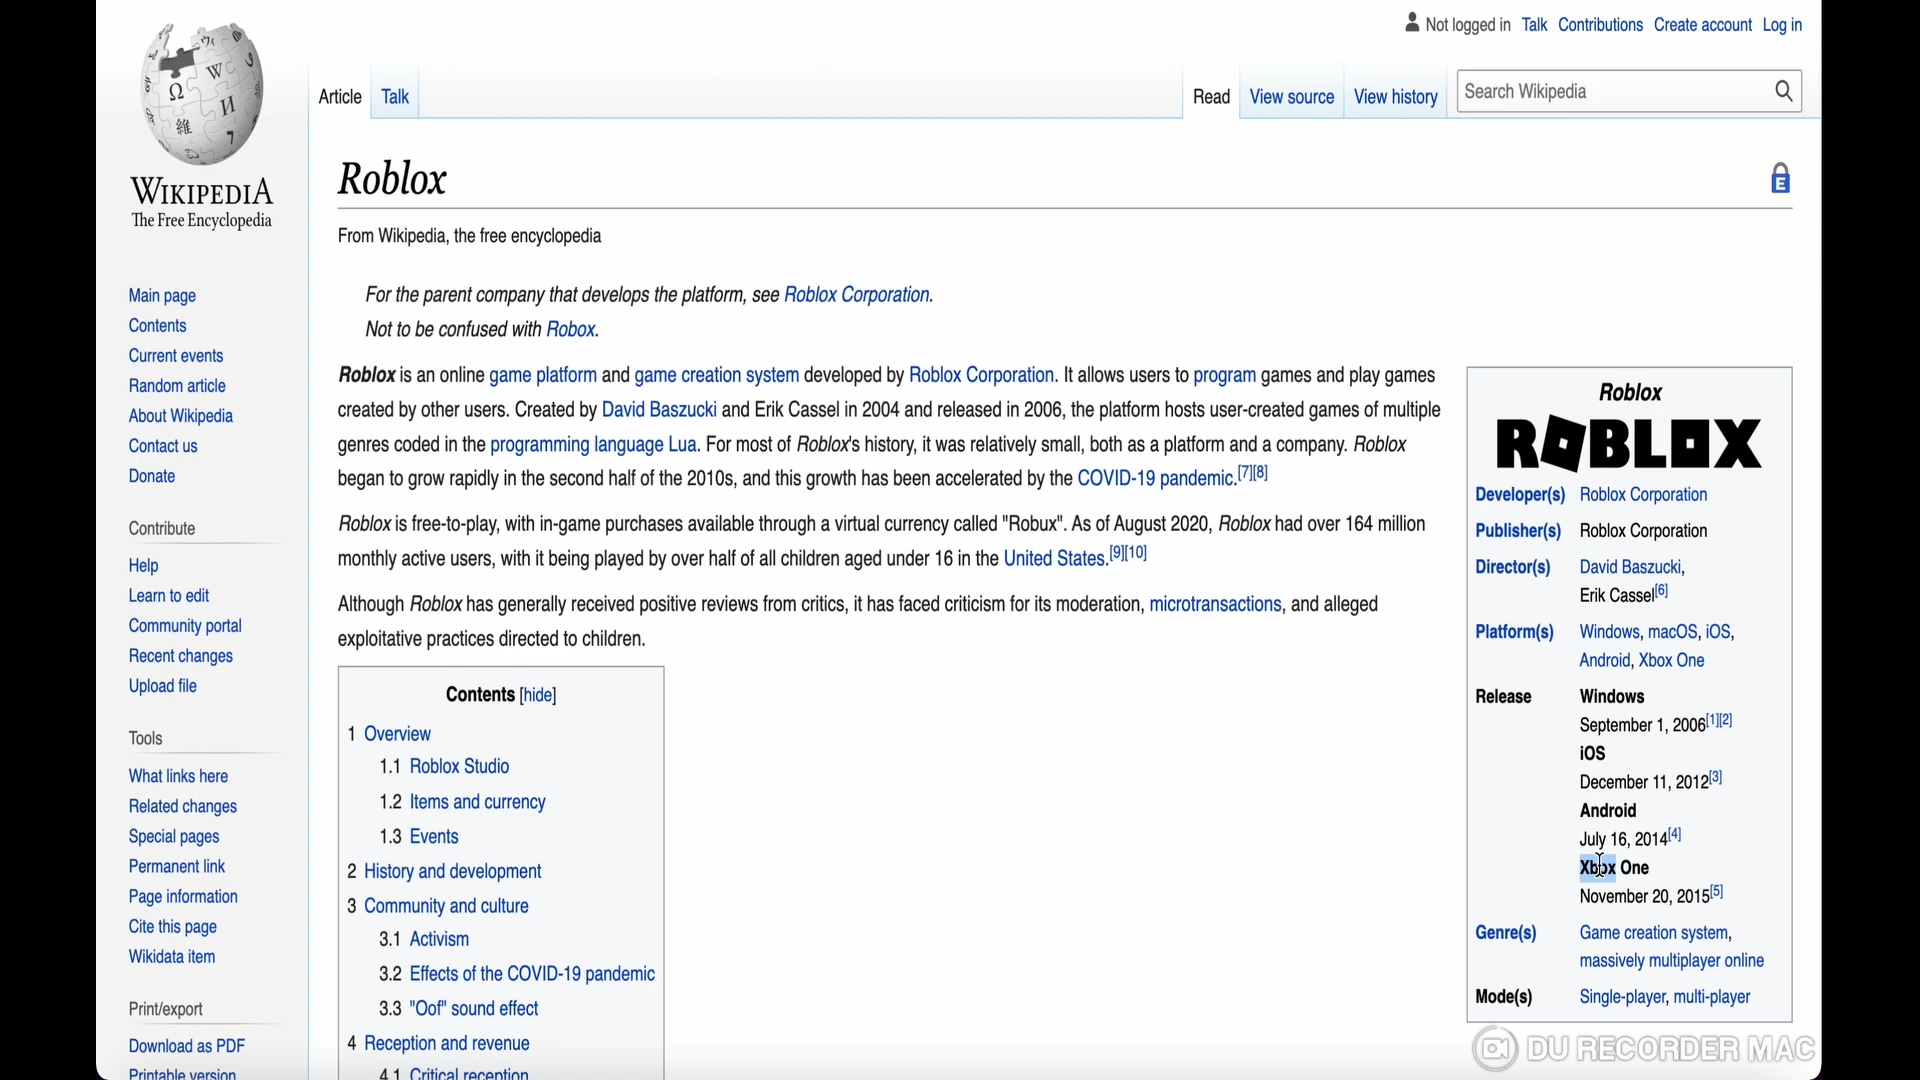 Not logged in Talk Contributions Create account Log in
Article Talk Read View source View history Search Wikipedia
WIKIPEDIA
The Free Encyclopedia
Main page
Contents
Current events
Random article
About Wikipedia
Contact us
Donate
Contribute
Help
Learn to edit
Community portal
Recent changes
Upload file
Tools
What links here
Related changes
Special pages
Permanent link
Page information
Cite this page
Wikidata item
Print/export
Download as PDF
Printable version
Roblox
From Wikipedia, the free encyclopedia
For the parent company that develops the platform, see Roblox Corporation.
Not to be confused with Robox.
Roblox is an online game platform and game creation system developed by Roblox Corporation. It allows users to program games and play games
created by other users. Created by David Baszucki and Erik Cassel in 2004 and released in 2006, the platform hosts user-created games of multiple
genres coded in the programming language Lua. For most of Roblox's history, it was relatively small, both as a platform and a company. Roblox
began to grow rapidly in the second half of the 2010s, and this growth has been accelerated by the COVID-19 pandemic.[7][8]
Roblox is free-to-play, with in-game purchases available through a virtual currency called "Robux". As of August 2020, Roblox had over 164 million
monthly active users, with it being played by over half of all children aged under 16 in the United States.[9][10]
Although Roblox has generally received positive reviews from critics, it has faced criticism for its moderation, microtransactions, and alleged
exploitative practices directed to children.
Contents [hide]
1 Overview
1.1 Roblox Studio
1.2 Items and currency
1.3 Events
2 History and development
3 Community and culture
3.1 Activism
3.2 Effects of the COVID-19 pandemic
3.3 "Oof" sound effect
4 Reception and revenue
4.1 Critical reception
E
Roblox
ROBLOX
Developer(s) Roblox Corporation
Publisher(s) Roblox Corporation
Director(s) David Baszucki,
Erik Cassel[6]
Platform(s) Windows, macOS, iOS,
Android, Xbox One
Release Windows
September 1, 2006[1][2]
iOS
December 11, 2012[3]
Android
July 16, 2014[4]
Xbox One
November 20, 2015[5]
Genre(s) Game creation system,
massively multiplayer online
Mode(s) Single-player, multi-player
DU RECORDER MAC